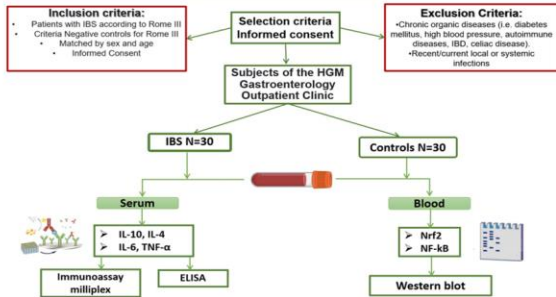 Inclusion criteria:
• Patients with IBS according to Rome III
• Criteria Negative controls for Rome III
• Matched by sex and age
• Informed Consent
Selection criteria
Informed consent
Exclusion Criteria:
•Chronic organic diseases (i.e. diabetes
mellitus, high blood pressure, autoimmune
diseases, IBD, celiac disease).
•Recent/current local or systemic
infections
Subjects of the HGM
Gastroenterology
Outpatient Clinic
IBS N=30
Controls N=30
Serum
Blood
➢ IL-10, IL-4
➢ IL-6, TNF-α
➢ Nrf2
➢ NF-kB
Immunoassay
milliplex
ELISA
Western blot